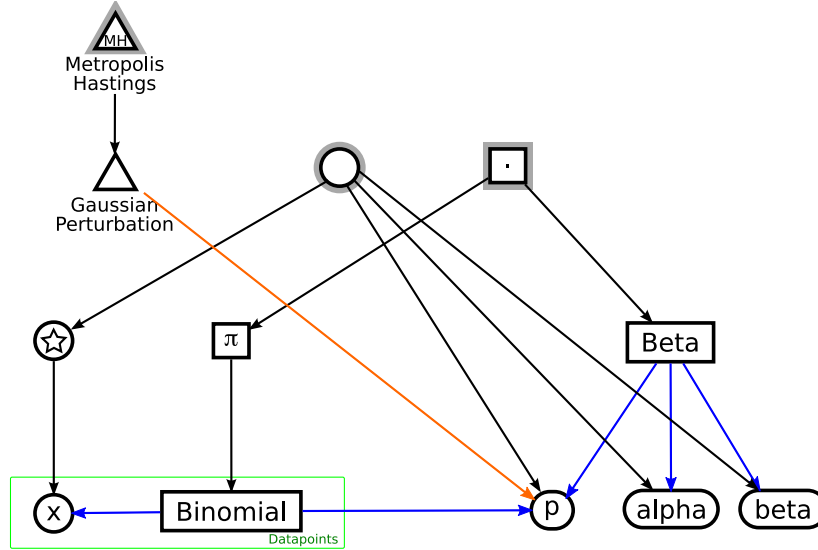 MH
Metropolis
Hastings
Gaussian
Perturbation
·
π
Beta
x
Binomial
p
alpha
beta
Datapoints